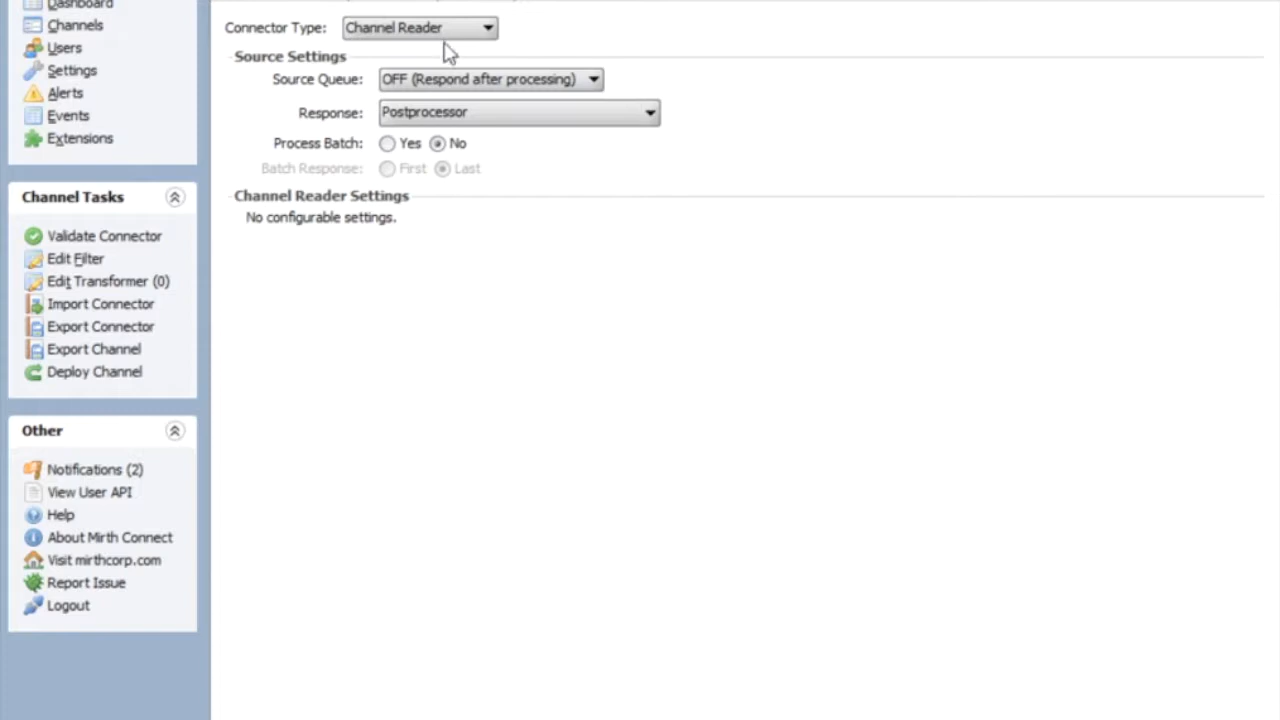 Dashboard
Channels
Users
Settings
Alerts
Events
Extensions
Channel Tasks
Validate Connector
Edit Filter
Edit Transformer (0)
Import Connector
Export Connector
Export Channel
Deploy Channel
Other
Notifications (2)
View User API
Help
About Mirth Connect
Visit mirthcorp.com
Report Issue
Logout
Connector Type: Channel Reader
Source Settings
Source Queue: OFF (Respond after processing)
Response: Postprocessor
Process Batch: Yes No
Batch Response: First Last
Channel Reader Settings
No configurable settings.